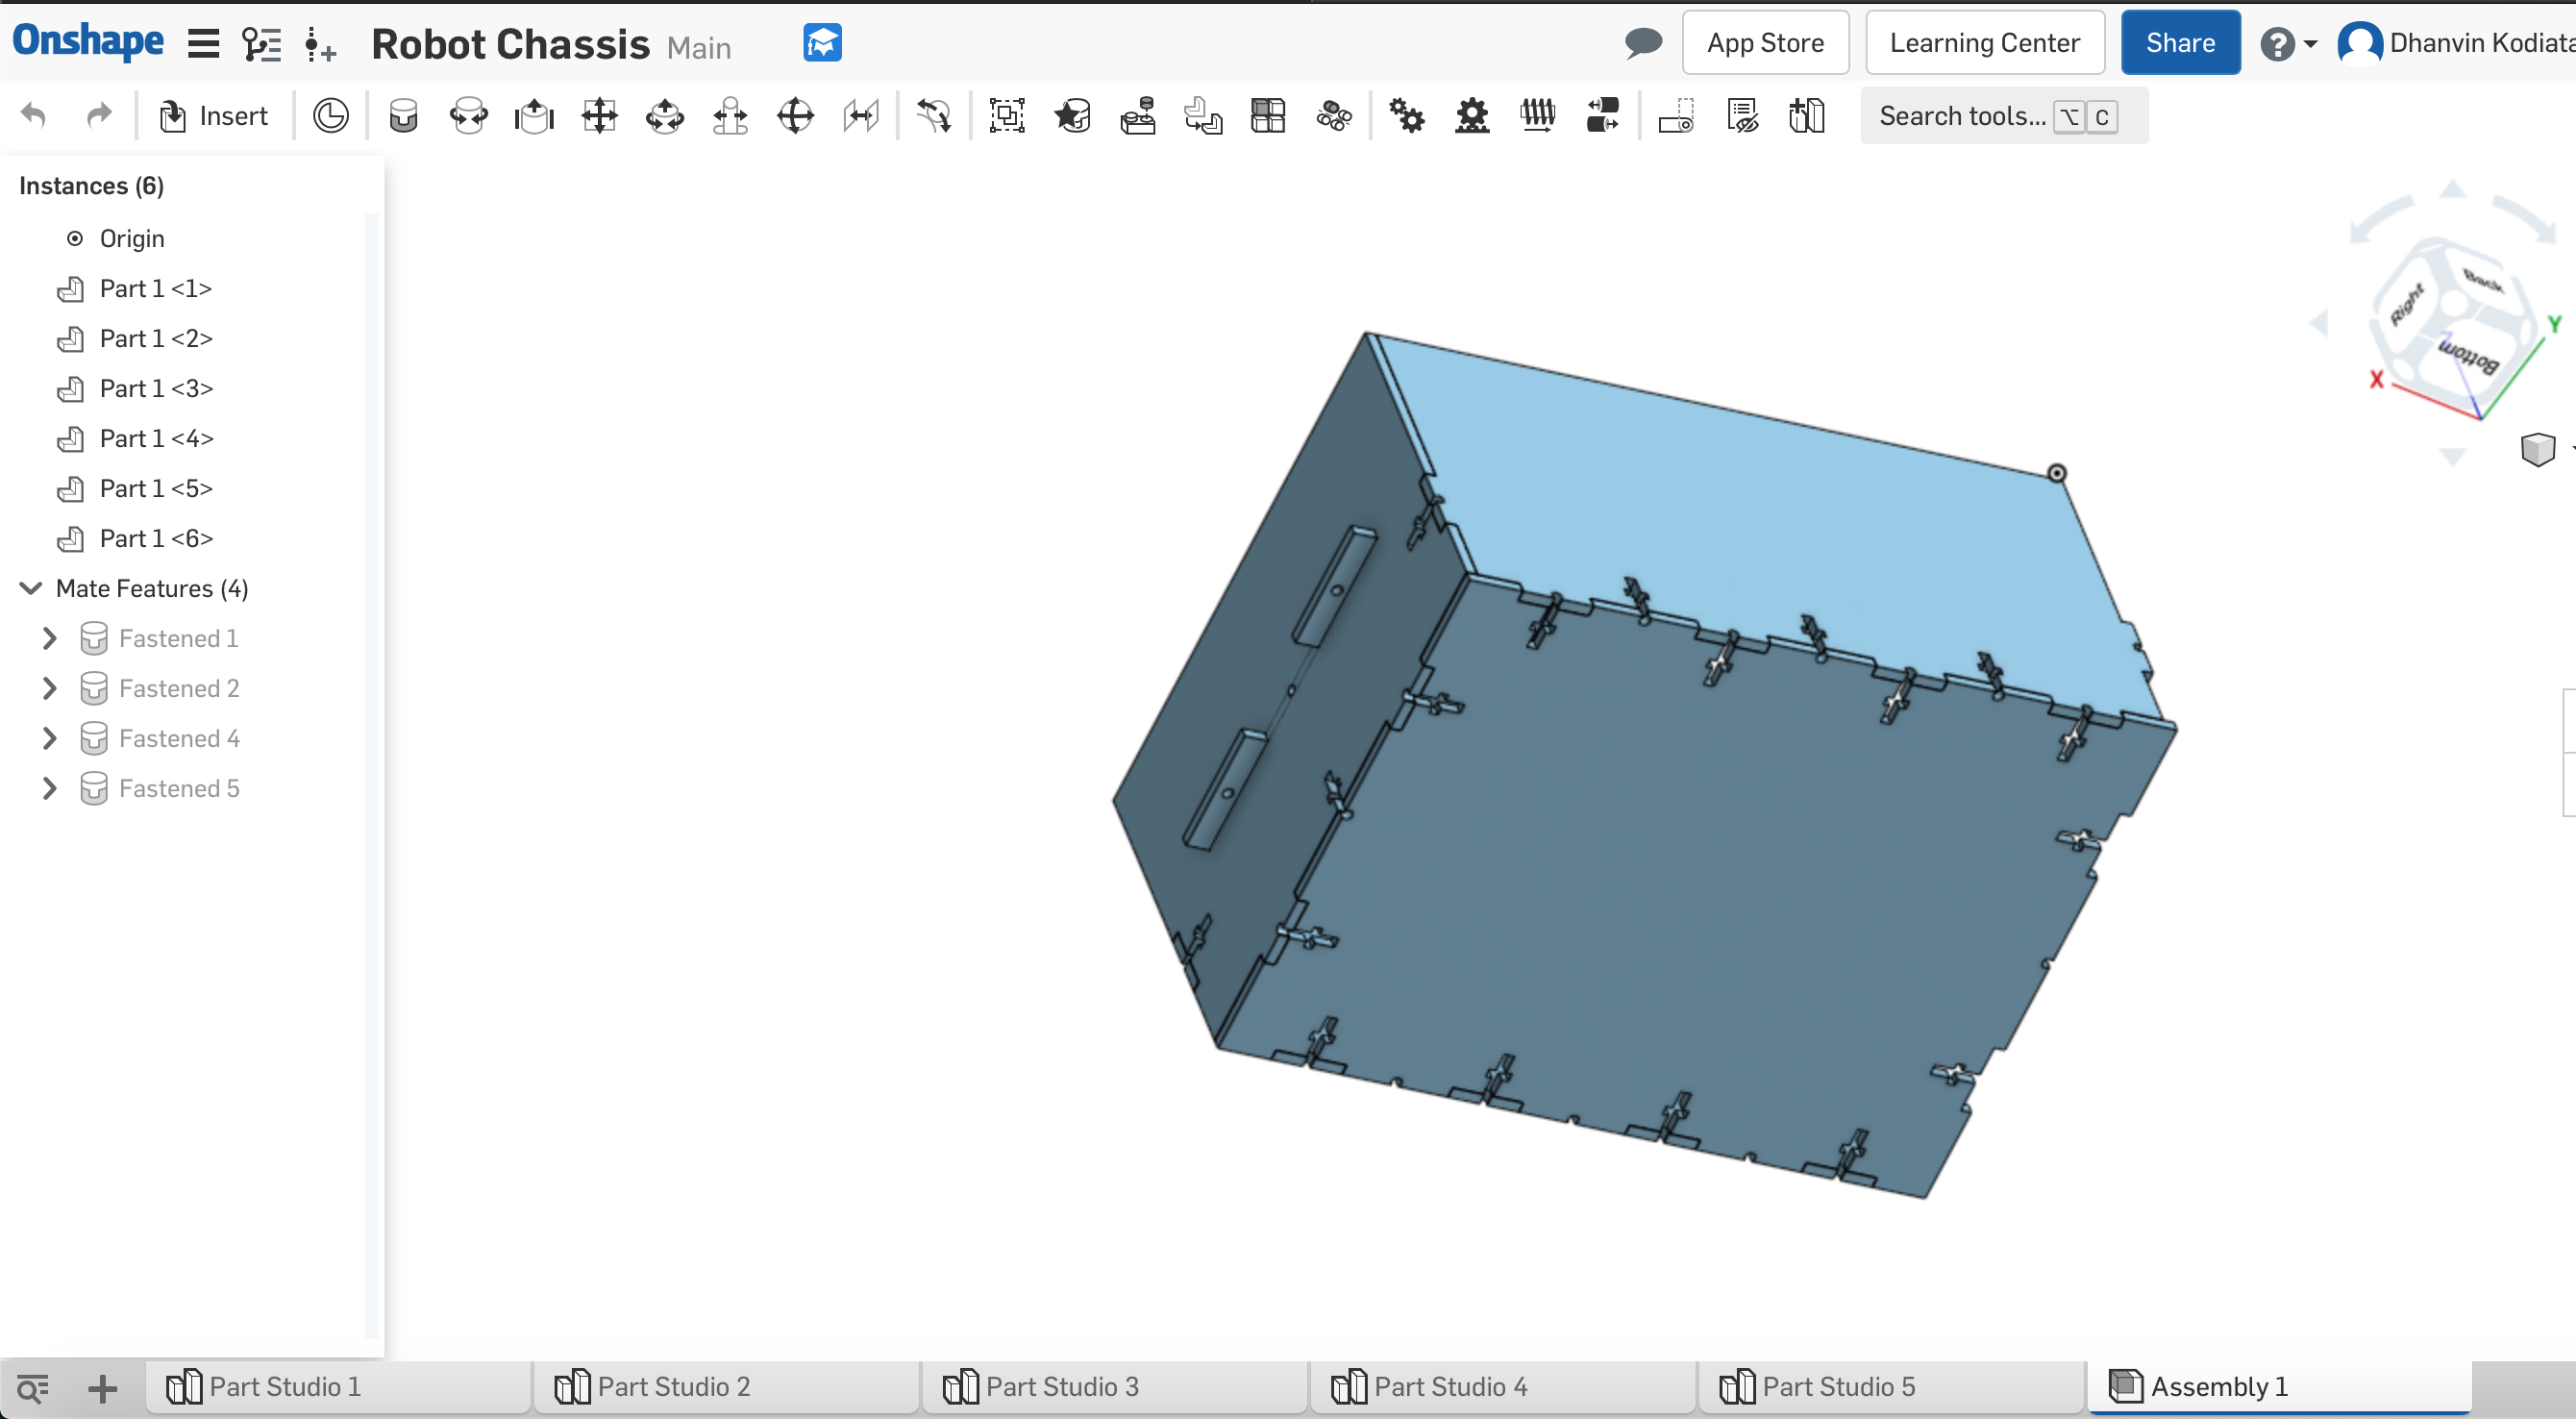 Onshape Robot Chassis Main App Store Learning Center Share Dhanvin Kodiata
Insert Search tools... ⌥ C
Instances (6)
Origin
Part 1 <1>
Part 1 <2>
Part 1 <3>
Part 1 <4>
Part 1 <5>
Part 1 <6>
Mate Features (4)
Fastened 1
Fastened 2
Fastened 4
Fastened 5
Back
Right
Bottom
X
Y
Z
Part Studio 1 Part Studio 2 Part Studio 3 Part Studio 4 Part Studio 5 Assembly 1